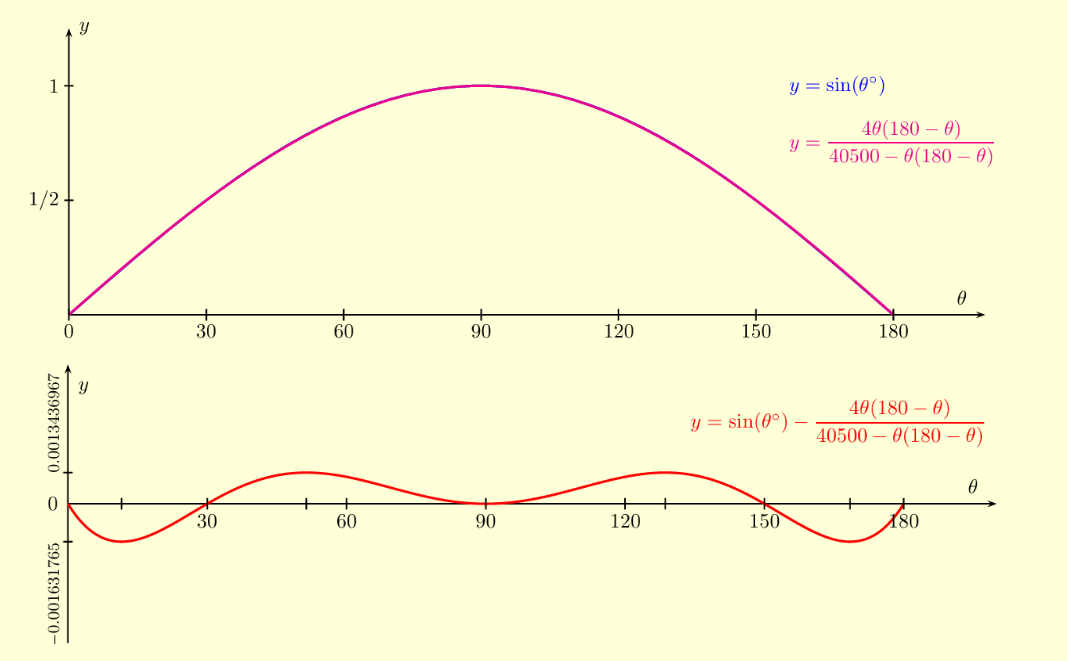 y
1
y = sin(θ°)
y = 4θ(180 − θ) / 40500 − θ(180 − θ)
1/2
θ
0 30 60 90 120 150 180
y
0.0013436967
y = sin(θ°) − 4θ(180 − θ) / 40500 − θ(180 − θ)
θ
0
30 60 90 120 150 180
−0.001631765